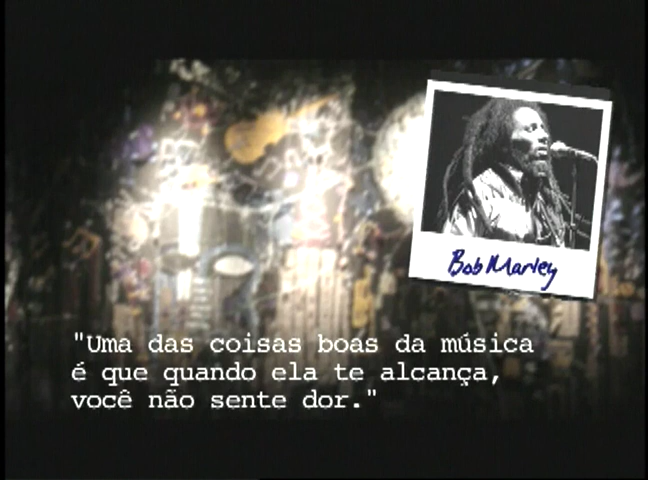 Bob Marley
"Uma das coisas boas da música
é que quando ela te alcança,
você não sente dor."